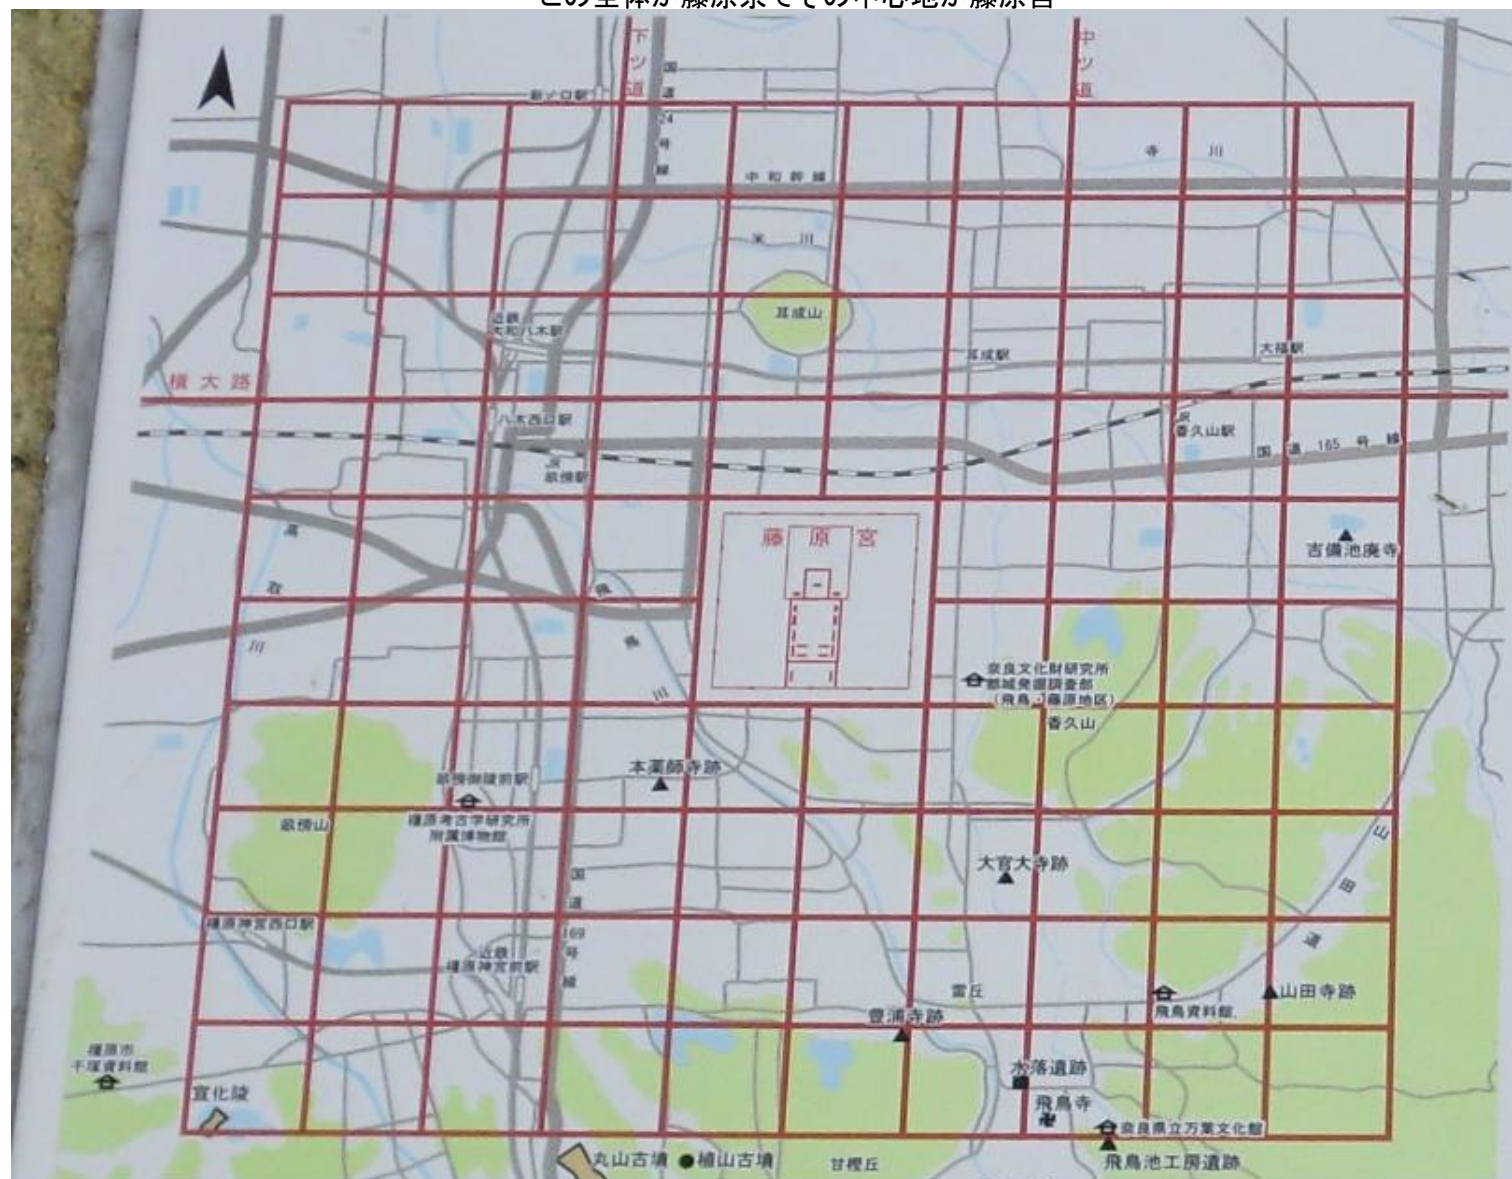 この全体が藤原京でその中心地が藤原宮
下ツ道
中ツ道
国道24号線
畝ノ口駅
寺川
中和幹線
米川
耳成山
近鉄
大和八木駅
耳成駅
大福駅
横大路
八木西口駅
JR
香久山駅
国道165号線
JR
畝傍駅
藤原宮
高取川
飛鳥川
吉備池廃寺
奈良文化財研究所
都城発掘調査部
（飛鳥・藤原地区）
香久山
本薬師寺跡
畝傍御陵前駅
橿原考古学研究所
附属博物館
畝傍山
大官大寺跡
山田道
国道169号線
橿原神宮西口駅
近鉄
橿原神宮前駅
雷丘
飛鳥資料館
山田寺跡
豊浦寺跡
橿原市
千塚資料館
宣化陵
水落遺跡
飛鳥寺
奈良県立万葉文化館
丸山古墳
植山古墳
甘樫丘
飛鳥池工房遺跡